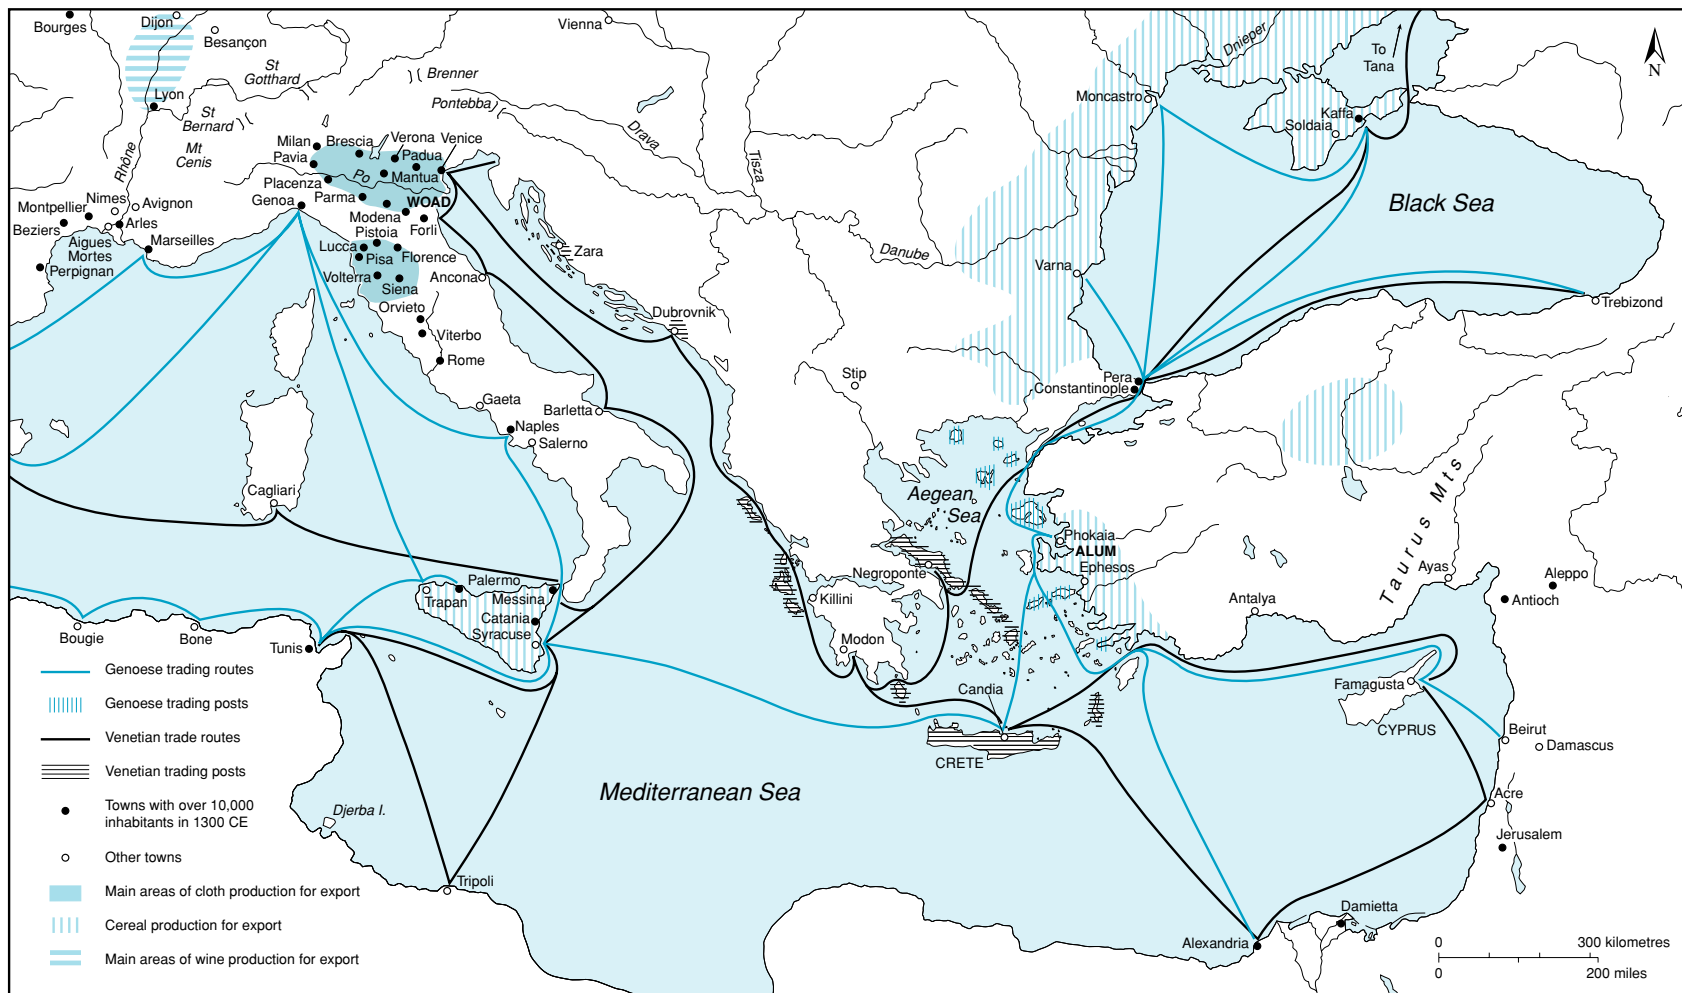 Bourges
Dijon
Besançon
Vienna
St
Gotthard
Brenner
Pontebba
Lyon
St
Bernard
Mt
Cenis
Rhône
Drava
Tisza
Dnieper
To
Tana
N
Moncastro
Kaffa
Soldaia
Milan
Brescia
Verona
Venice
Pavia
Padua
Po
Mantua
Placenza
Parma
WOAD
Genoa
Modena
Forli
Pistoia
Lucca
Pisa
Florence
Volterra
Siena
Ancona
Orvieto
Viterbo
Rome
Nimes
Avignon
Montpellier
Beziers
Arles
Aigues
Mortes
Marseilles
Perpignan
Zara
Dubrovnik
Danube
Varna
Black Sea
Trebizond
Stip
Pera
Constantinople
Gaeta
Naples
Salerno
Barletta
Cagliari
Aegean
Sea
Phokaia
ALUM
Ephesos
Taurus Mts
Negroponte
Killini
Modon
Antalya
Ayas
Aleppo
Antioch
Palermo
Trapan
Messina
Catania
Syracuse
Bougie
Bone
Tunis
Candia
CRETE
Famagusta
CYPRUS
Beirut
Damascus
Acre
Jerusalem
Mediterranean Sea
Djerba I.
Tripoli
Damietta
Alexandria
Genoese trading routes
Genoese trading posts
Venetian trade routes
Venetian trading posts
Towns with over 10,000
inhabitants in 1300 CE
Other towns
Main areas of cloth production for export
Cereal production for export
Main areas of wine production for export
0 300 kilometres
0 200 miles